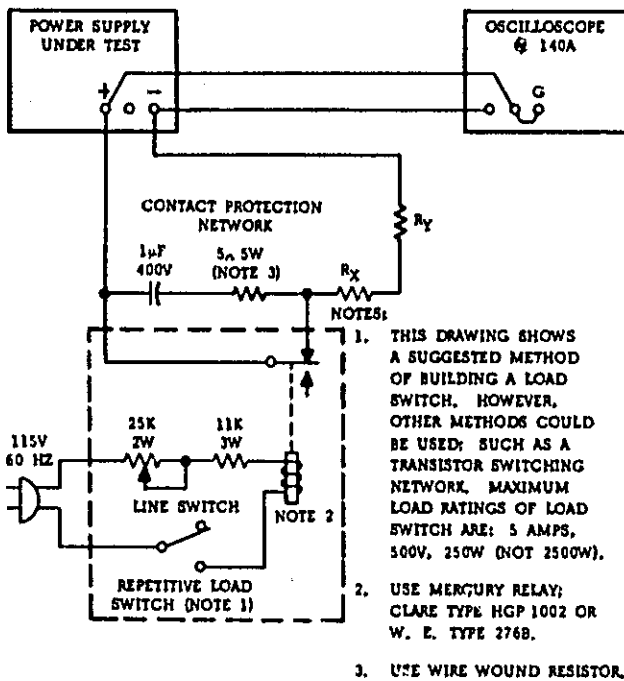 POWER SUPPLY
UNDER TEST
+
−
OSCILLOSCOPE
@ 140A
G
CONTACT PROTECTION
NETWORK
1µF
400V
5Ω 5W
(NOTE 3)
RX
RY
NOTES:
1. THIS DRAWING SHOWS
A SUGGESTED METHOD
OF BUILDING A LOAD
SWITCH. HOWEVER,
OTHER METHODS COULD
BE USED; SUCH AS A
TRANSISTOR SWITCHING
NETWORK. MAXIMUM
LOAD RATINGS OF LOAD
SWITCH ARE: 5 AMPS,
500V, 250W (NOT 2500W).
115V
60 HZ
25K
2W
11K
3W
LINE SWITCH
NOTE 2
REPETITIVE LOAD
SWITCH (NOTE 1)
2. USE MERCURY RELAY;
CLARE TYPE HGP 1002 OR
W. E. TYPE 276B.
3. USE WIRE WOUND RESISTOR.